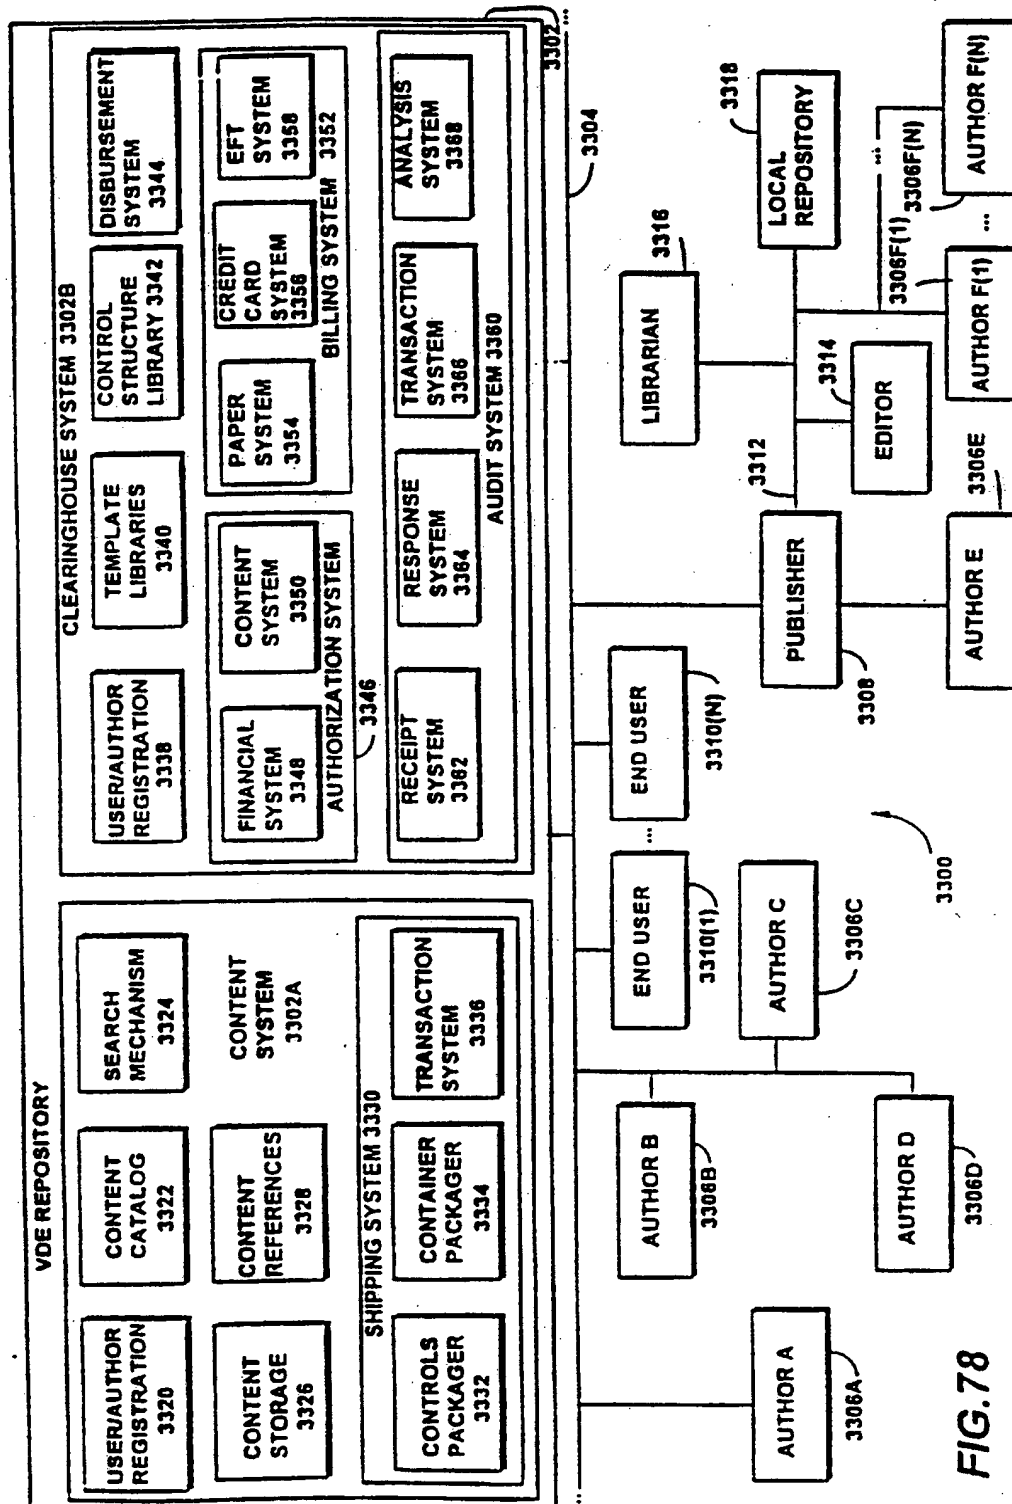 VDE REPOSITORY
3302
USER/AUTHOR
REGISTRATION
3320
CONTENT
CATALOG
3322
SEARCH
MECHANISM
3324
CONTENT
STORAGE
3326
CONTENT
REFERENCES
3328
CONTENT
SYSTEM
3302A
SHIPPING SYSTEM 3330
CONTROLS
PACKAGER
3332
CONTAINER
PACKAGER
3334
TRANSACTION
SYSTEM
3336
CLEARINGHOUSE SYSTEM 3302B
USER/AUTHOR
REGISTRATION
3338
TEMPLATE
LIBRARIES
3340
CONTROL
STRUCTURE
LIBRARY 3342
DISBURSEMENT
SYSTEM
3344
FINANCIAL
SYSTEM
3348
CONTENT
SYSTEM
3350
AUTHORIZATION SYSTEM
3346
PAPER
SYSTEM
3354
CREDIT
CARD
SYSTEM
3356
EFT
SYSTEM
3358
BILLING SYSTEM 3352
RECEIPT
SYSTEM
3362
RESPONSE
SYSTEM
3364
TRANSACTION
SYSTEM
3366
ANALYSIS
SYSTEM
3368
AUDIT SYSTEM 3360
...
...
3304
AUTHOR A
3306A
AUTHOR B
3306B
AUTHOR C
3306C
AUTHOR D
3306D
END USER
3310(1)
...
END USER
3310(N)
3300
PUBLISHER
3308
3312
AUTHOR E
3306E
LIBRARIAN
3316
EDITOR
3314
LOCAL
REPOSITORY
3318
3306F(1)
3306F(N)
...
AUTHOR F(1)
...
AUTHOR F(N)
FIG.78